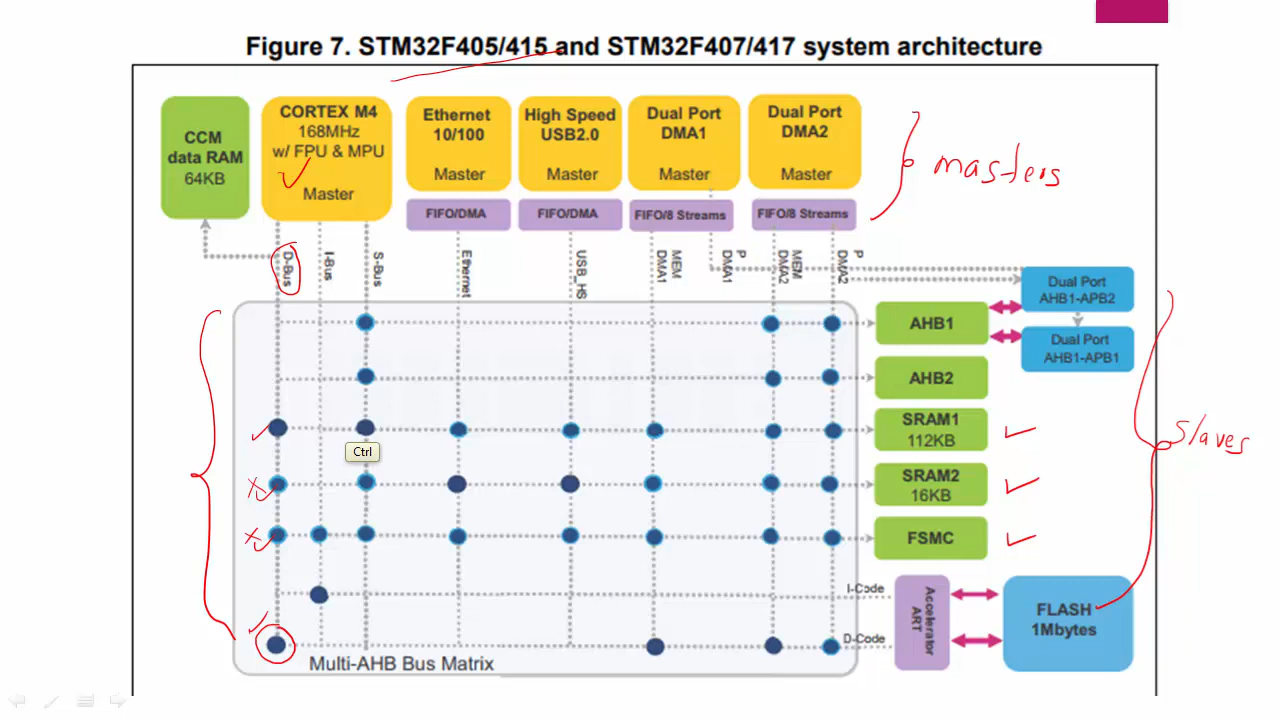 Figure 7. STM32F405/415 and STM32F407/417 system architecture
CCM
data RAM
64KB
CORTEX M4
168MHz
w/ FPU & MPU
Master
Ethernet
10/100
Master
High Speed
USB2.0
Master
Dual Port
DMA1
Master
Dual Port
DMA2
Master
masters
FIFO/DMA
FIFO/DMA
FIFO/8 Streams
FIFO/8 Streams
D-Bus
I-Bus
S-Bus
Ethernet
USB_HS
MEM
DMA1
P
DMA1
MEM
DMA2
P
DMA2
Dual Port
AHB1-APB2
Dual Port
AHB1-APB1
AHB1
AHB2
SRAM1
112KB
Slaves
Ctrl
SRAM2
16KB
FSMC
I-Code
D-Code
Accelerator
ART
FLASH
1Mbytes
Multi-AHB Bus Matrix